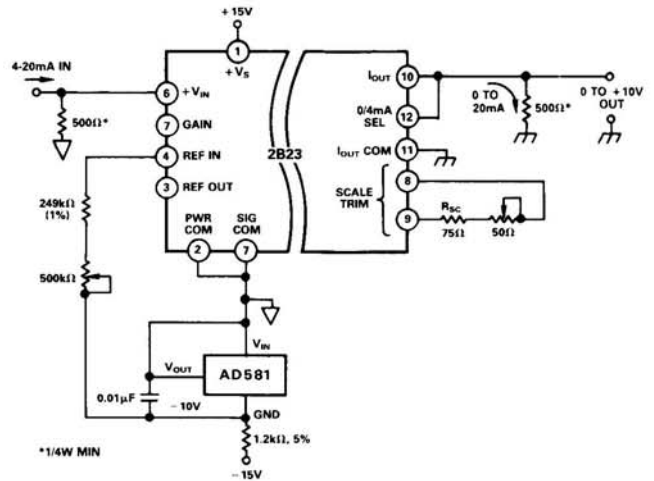 +15V
1
+VS
4-20mA IN
6
+VIN
500Ω*
7
GAIN
4
REF IN
3
REF OUT
2B23
IOUT
10
0/4mA
SEL
12
IOUT COM
11
SCALE
TRIM
8
9
0 TO
20mA
500Ω*
0 TO +10V
OUT
RSC
75Ω
50Ω
249kΩ
(1%)
500kΩ
PWR
COM
2
SIG
COM
7
VIN
VOUT
AD581
0.01µF
−10V
GND
1.2kΩ, 5%
−15V
*1/4W MIN